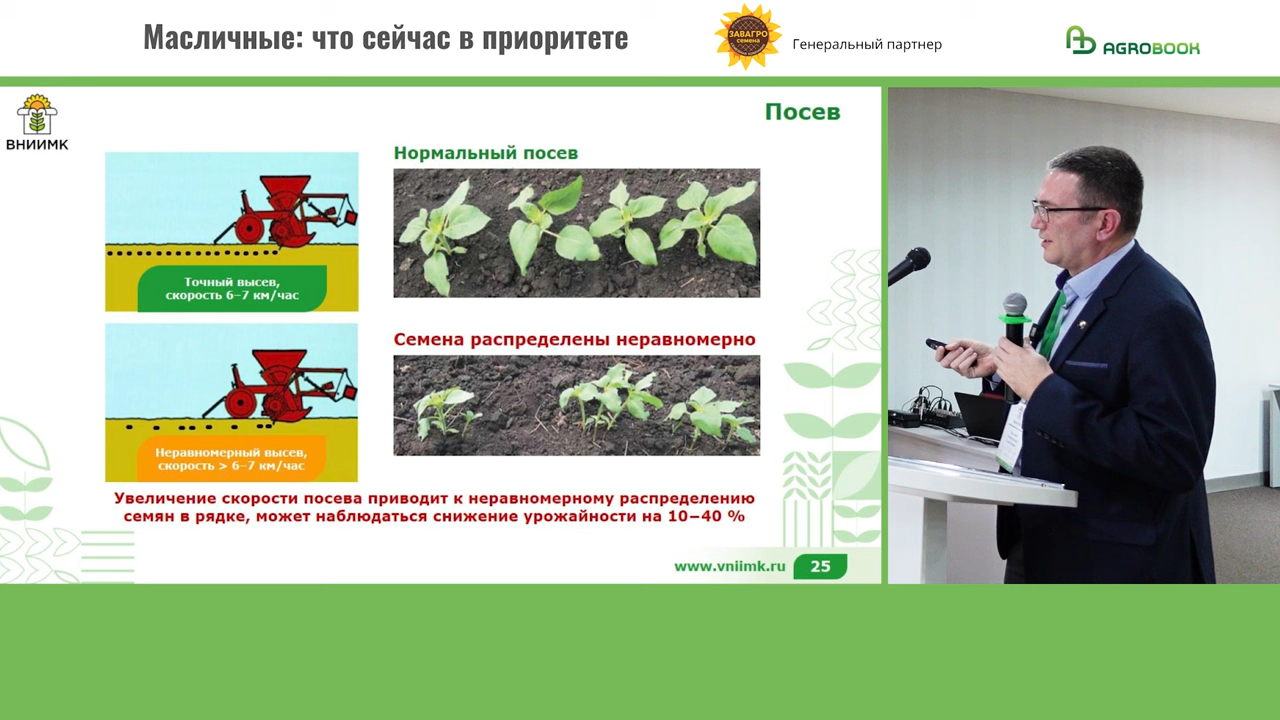 Масличные: что сейчас в приоритете
ЗАВАГРО
семена
Генеральный партнер
AGROBOOK
ВНИИМК
Посев
Нормальный посев
Точный высев,
скорость 6–7 км/час
Семена распределены неравномерно
Неравномерный высев,
скорость > 6–7 км/час
Увеличение скорости посева приводит к неравномерному распределению
семян в рядке, может наблюдаться снижение урожайности на 10–40 %
www.vniimk.ru
25